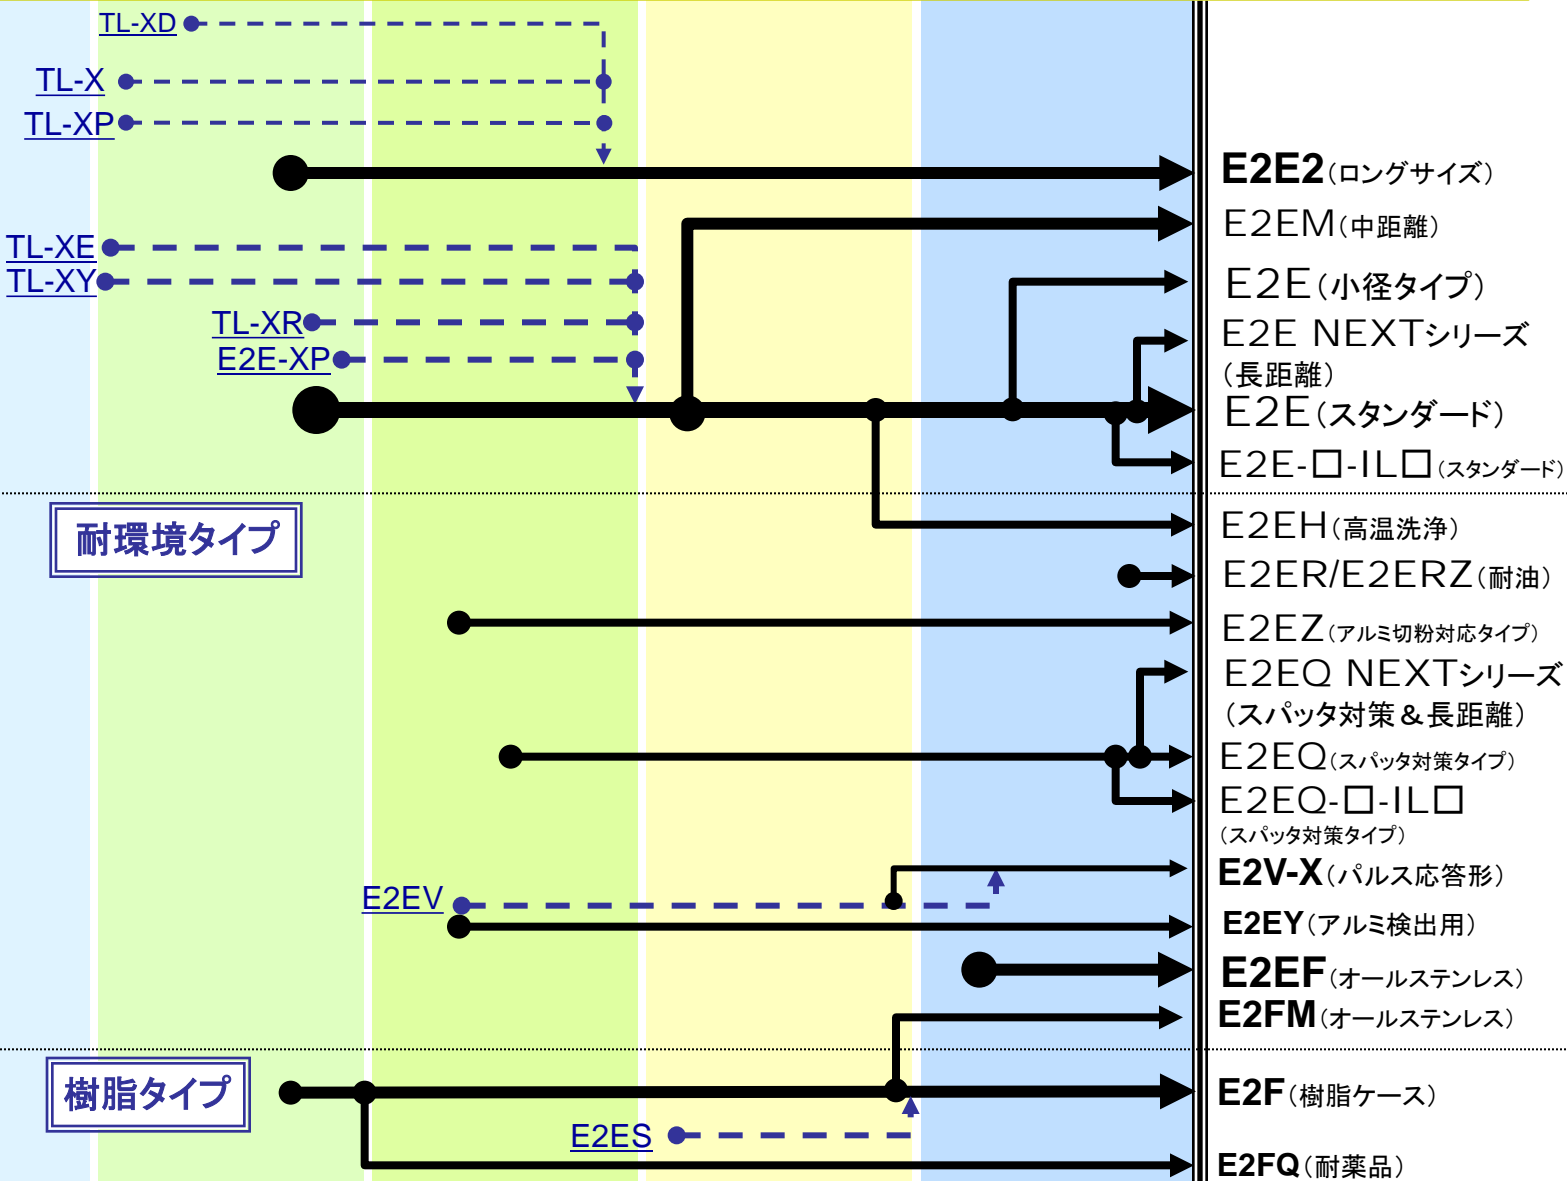 TL-XD
TL-X
TL-XP
E2E2(ロングサイズ)
E2EM(中距離)
TL-XE
TL-XY
E2E(小径タイプ)
TL-XR
E2E NEXTシリーズ
(長距離)
E2E-XP
E2E(スタンダード)
E2E-□-IL□(スタンダード)
耐環境タイプ
E2EH(高温洗浄)
E2ER/E2ERZ(耐油)
E2EZ(アルミ切粉対応タイプ)
E2EQ NEXTシリーズ
(スパッタ対策&長距離)
E2EQ(スパッタ対策タイプ)
E2EQ-□-IL□
(スパッタ対策タイプ)
E2V-X(パルス応答形)
E2EV
E2EY(アルミ検出用)
E2EF(オールステンレス)
E2FM(オールステンレス)
樹脂タイプ
E2F(樹脂ケース)
E2ES
E2FQ(耐薬品)